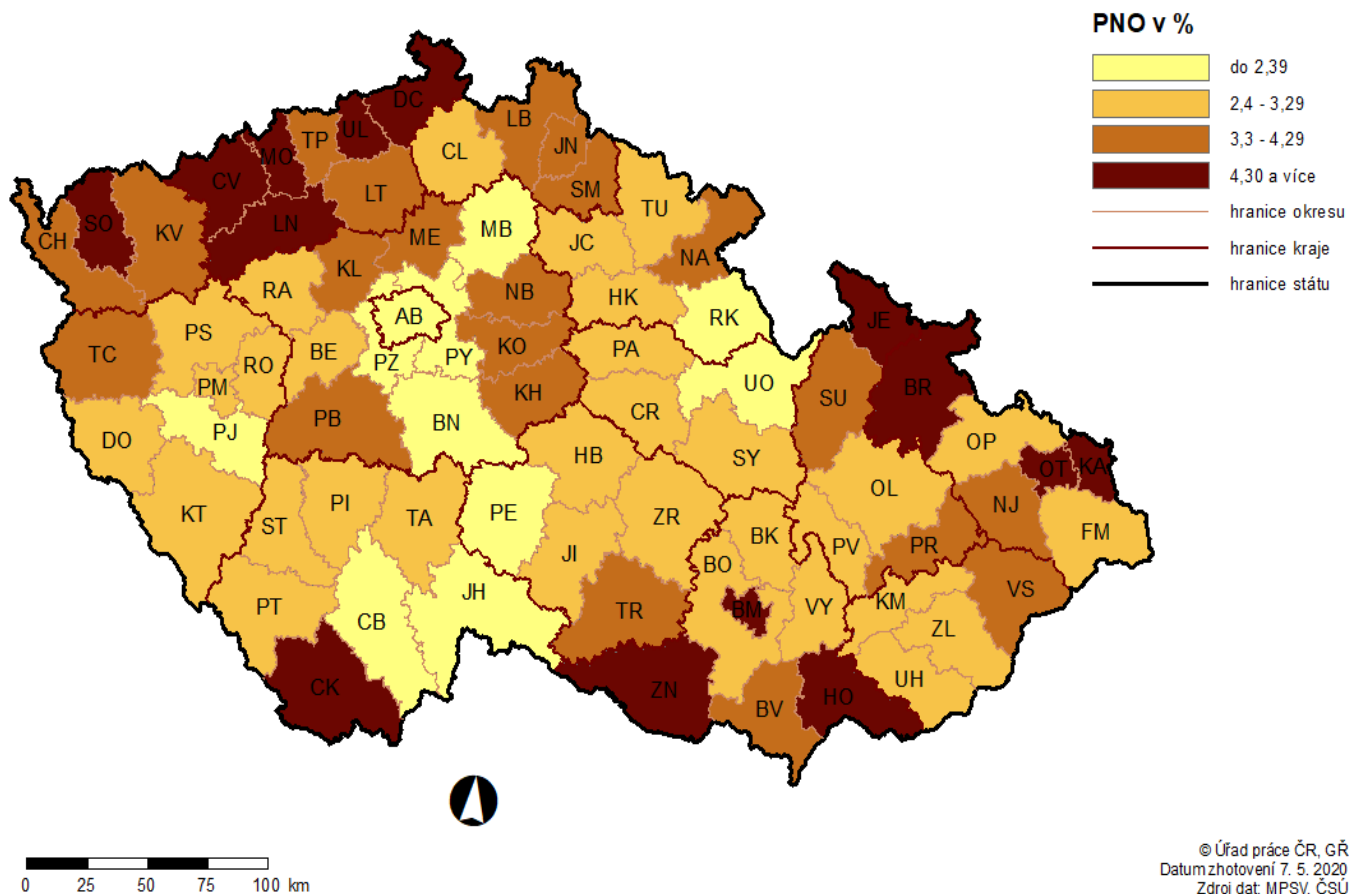 PNO v %
do 2,39
2,4 - 3,29
3,3 - 4,29
4,30 a více
hranice okresu
hranice kraje
hranice státu
DC
UL
TP
LB
JN
MO
CL
CV
LT
SM
SO
LN
TU
KV
ME
MB
JC
CH
NA
KL
RA
NB
HK
AB
RK
JE
PS
TC
BE
KO
PA
RO
PZ
PY
UO
BR
PM
KH
SU
PJ
PB
BN
CR
DO
OP
HB
SY
OT
KA
OL
KT
PI
ST
TA
PE
ZR
NJ
BK
FM
JI
BO
PV
PR
PT
JH
TR
BM
VY
KM
VS
CB
ZL
CK
ZN
HO
UH
BV
0 25 50 75 100 km
© Úřad práce ČR, GŘ
Datum zhotovení 7. 5. 2020
Zdroj dat: MPSV, ČSÚ